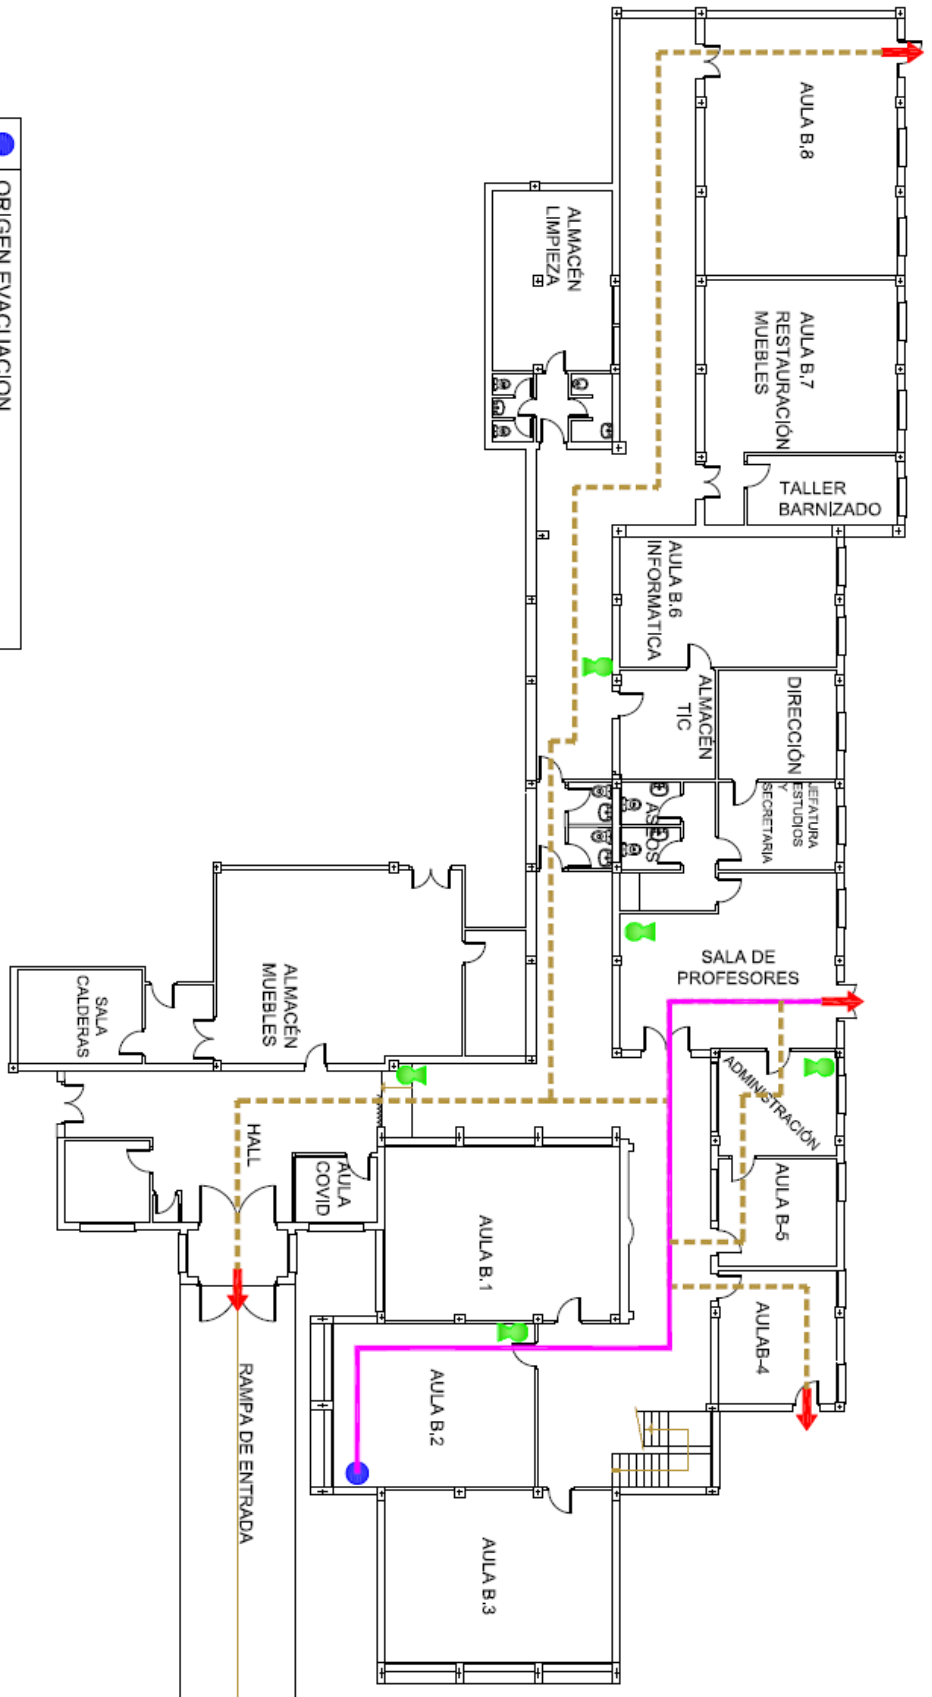 AULA B,8
ALMACÉN
LIMPIEZA
AULA B,7
RESTAURACIÓN
MUEBLES
TALLER
BARNIZADO
AULA B.6
INFORMATICA
ALMACÉN
TIC
DIRECCIÓN
JEFATURA
ESTUDIOS
Y
SECRETARIA
ASEOS
SALA DE
PROFESORES
ALMACÉN
MUEBLES
SALA
CALDERAS
ADMINISTRACIÓN
HALL
AULA
COVID
AULA B-5
AULA B.1
AULAB-4
AULA B.2
RAMPA DE ENTRADA
AULA B.3
ORIGEN EVACUACION